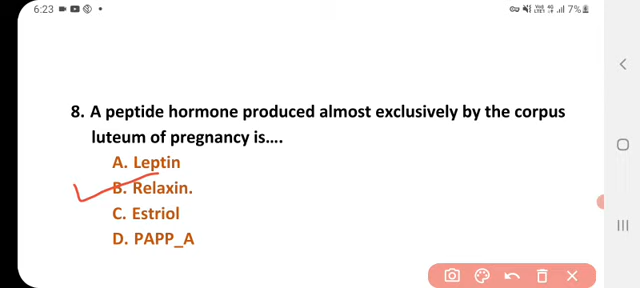 6:23
7%
8. A peptide hormone produced almost exclusively by the corpus
luteum of pregnancy is....
A. Leptin
B. Relaxin.
C. Estriol
D. PAPP_A